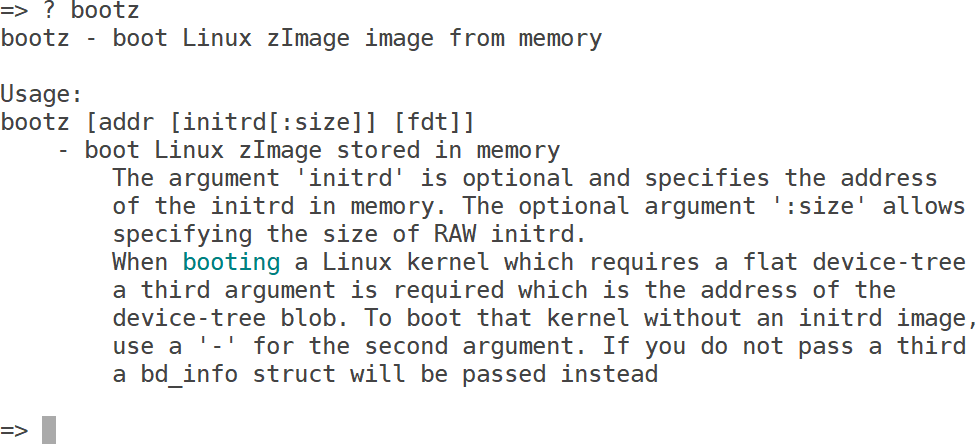 => ? bootz
bootz - boot Linux zImage image from memory
Usage:
bootz [addr [initrd[:size]] [fdt]]
- boot Linux zImage stored in memory
The argument 'initrd' is optional and specifies the address
of the initrd in memory. The optional argument ':size' allows
specifying the size of RAW initrd.
When booting a Linux kernel which requires a flat device-tree
a third argument is required which is the address of the
device-tree blob. To boot that kernel without an initrd image,
use a '-' for the second argument. If you do not pass a third
a bd_info struct will be passed instead
=>